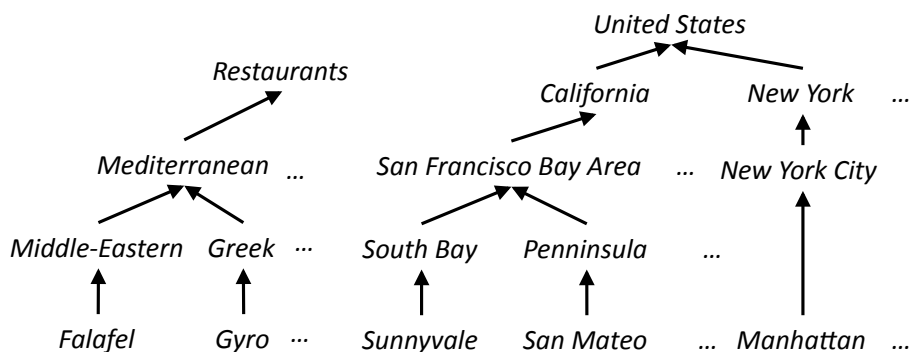 United States
Restaurants
California New York ...
Mediterranean ... San Francisco Bay Area ... New York City
Middle-Eastern Greek ... South Bay Penninsula ...
Falafel Gyro ... Sunnyvale San Mateo ... Manhattan ...